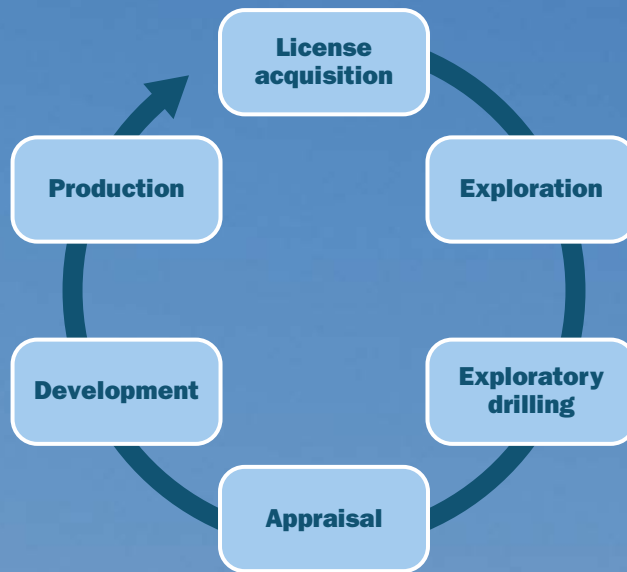 License
acquisition
Exploration
Exploratory
drilling
Appraisal
Development
Production